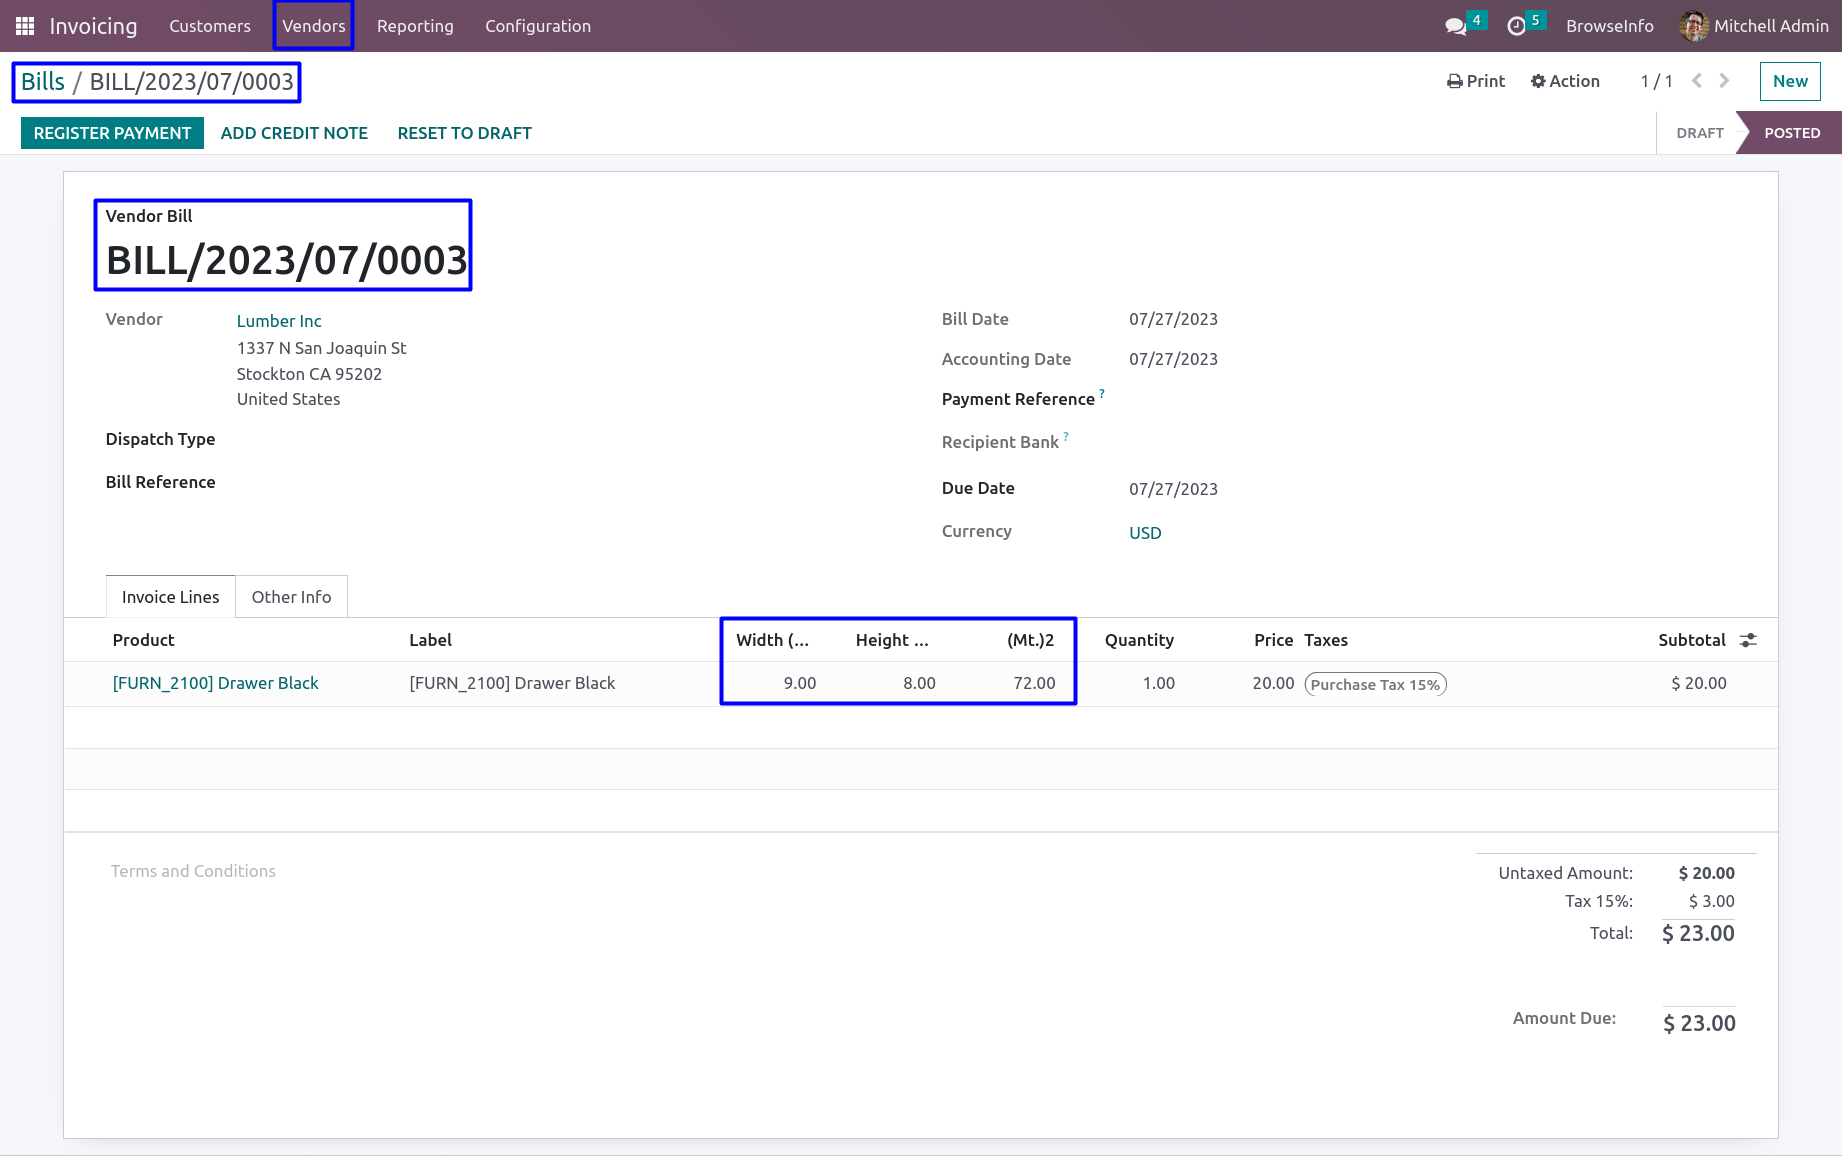 Invoicing Customers Vendors Reporting Configuration 4 5 BrowseInfo Mitchell Admin
Bills / BILL/2023/07/0003 Print Action 1 / 1 New
REGISTER PAYMENT ADD CREDIT NOTE RESET TO DRAFT DRAFT POSTED
Vendor Bill
BILL/2023/07/0003
Vendor Lumber Inc Bill Date 07/27/2023
1337 N San Joaquin St
Accounting Date 07/27/2023
Stockton CA 95202
United States Payment Reference ?
Dispatch Type Recipient Bank ?
Bill Reference Due Date 07/27/2023
Currency USD
Invoice Lines Other Info
Product Label Width (... Height ... (Mt.)2 Quantity Price Taxes Subtotal
[FURN_2100] Drawer Black [FURN_2100] Drawer Black 9.00 8.00 72.00 1.00 20.00 Purchase Tax 15% $ 20.00
Terms and Conditions Untaxed Amount: $ 20.00
Tax 15%: $ 3.00
Total: $ 23.00
Amount Due: $ 23.00